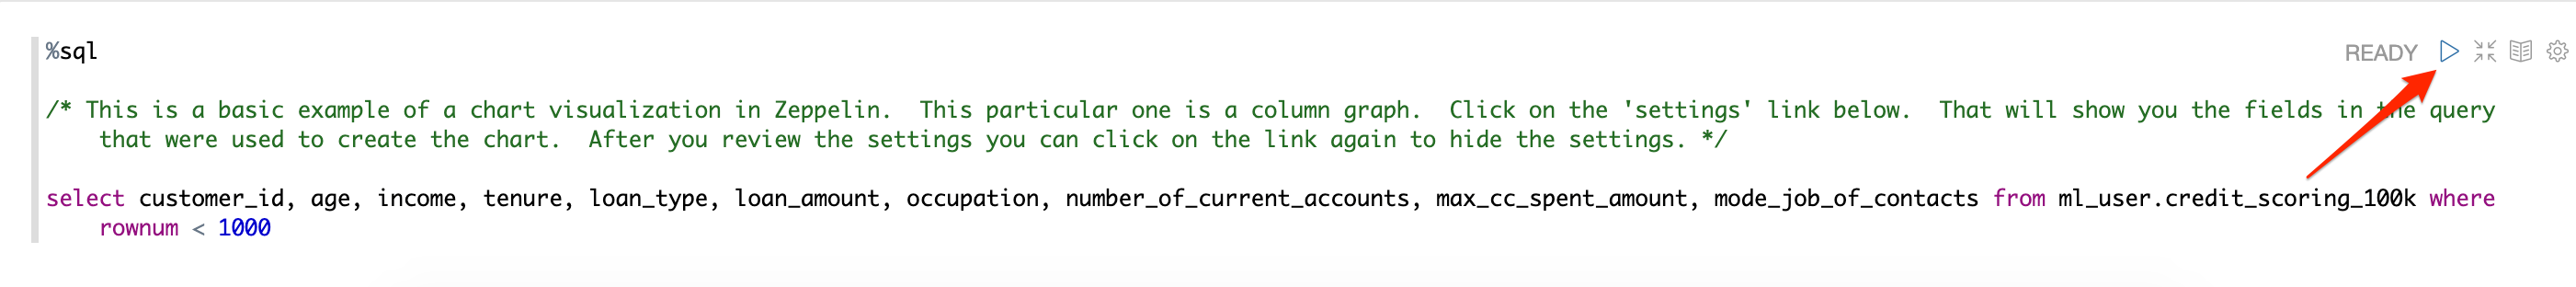 %sql
READY
/* This is a basic example of a chart visualization in Zeppelin.  This particular one is a column graph.  Click on the 'settings' link below.  That will show you the fields in the query
that were used to create the chart.  After you review the settings you can click on the link again to hide the settings. */
select customer_id, age, income, tenure, loan_type, loan_amount, occupation, number_of_current_accounts, max_cc_spent_amount, mode_job_of_contacts from ml_user.credit_scoring_100k where
rownum < 1000